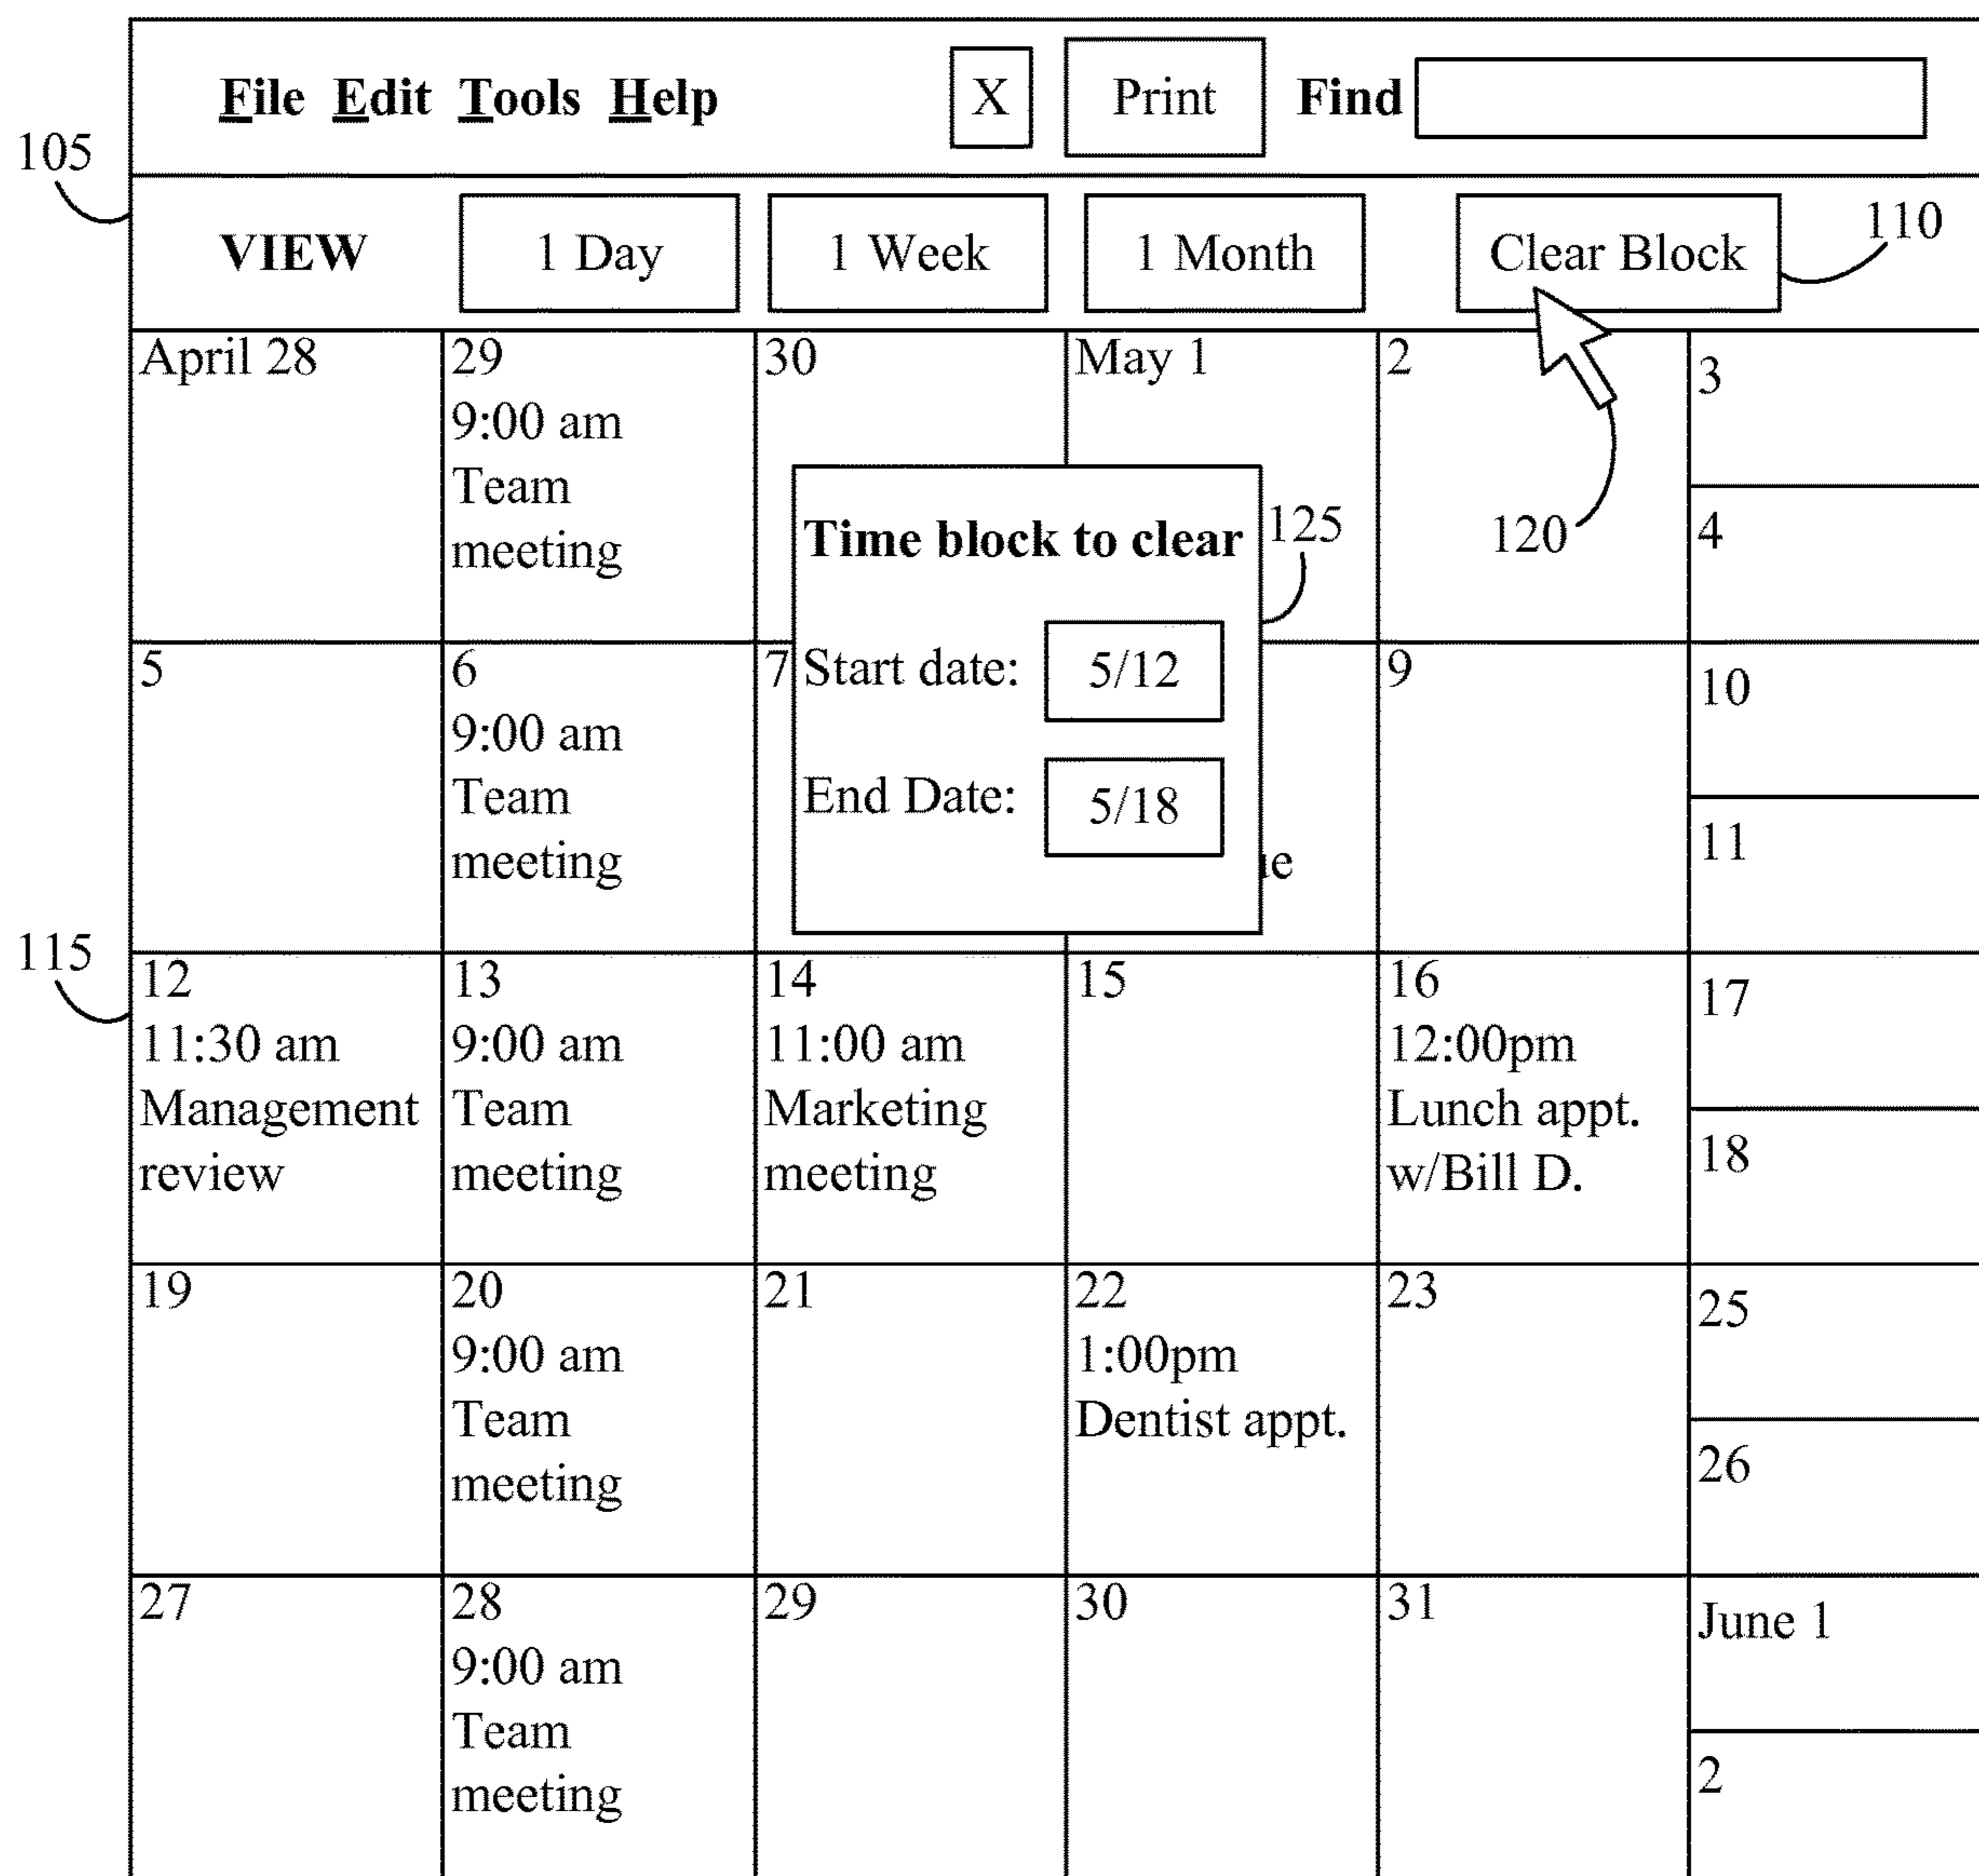 File Edit Tools Help X Print Find
105
VIEW 1 Day 1 Week 1 Month Clear Block 110
April 28 29 30 May 1 2 3
9:00 am
Team
meeting
Time block to clear 125 120 4
5 6 7 Start date: 5/12 9 10
9:00 am
Team
meeting
End Date: 5/18 11
115
12 13 14 15 16 17
11:30 am 9:00 am 11:00 am 12:00pm
Management Team Marketing Lunch appt.
review meeting meeting w/Bill D. 18
19 20 21 22 23 25
9:00 am 1:00pm
Team Dentist appt.
meeting 26
27 28 29 30 31 June 1
9:00 am
Team
meeting 2